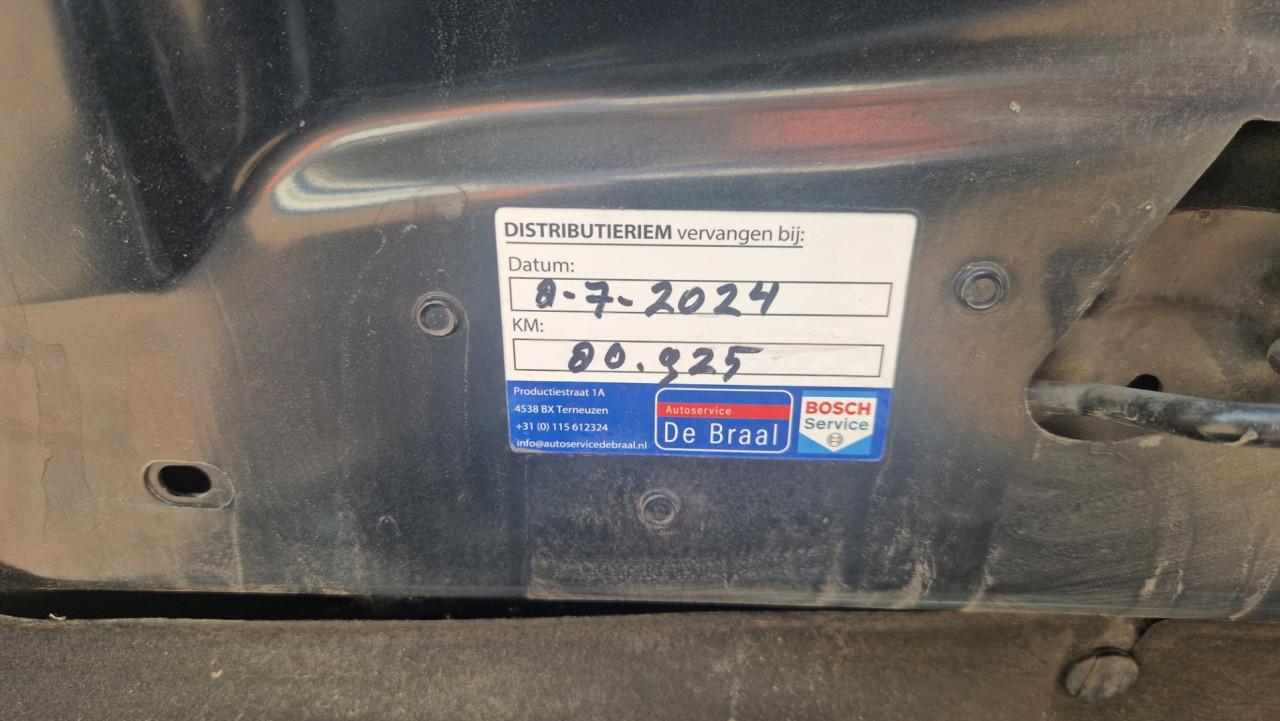 DISTRIBUTIERIEM vervangen bij:
Datum:
8-7-2024
KM:
80.925
Productiestraat 1A
4538 BX Terneuzen
+31 (0) 115 612324
info@autoservicedebraal.nl
Autoservice
De Braal
BOSCH
Service